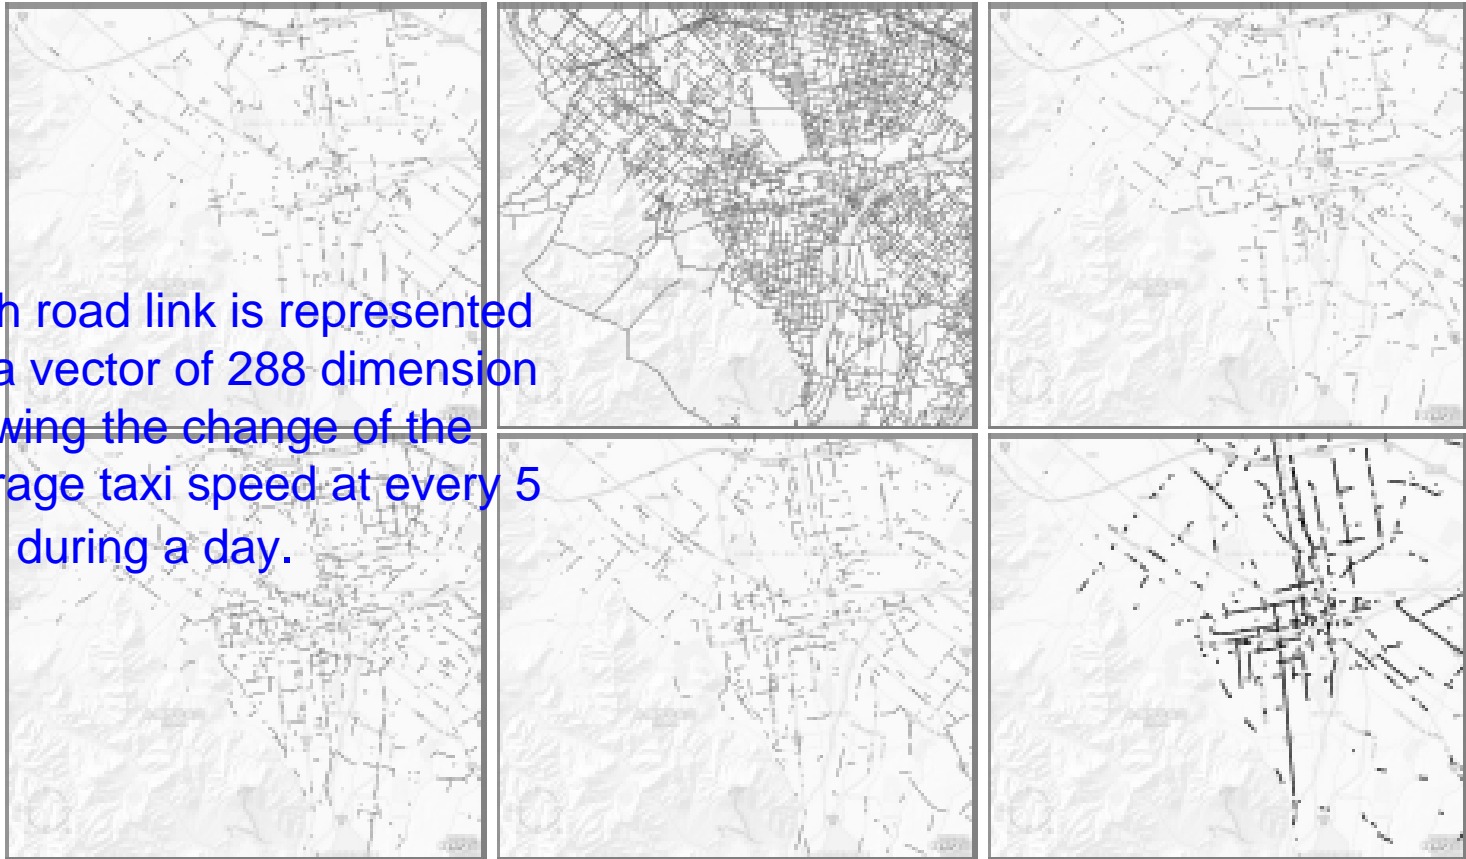 h road link is represented
a vector of 288 dimension
wing the change of the
rage taxi speed at every 5
during a day.